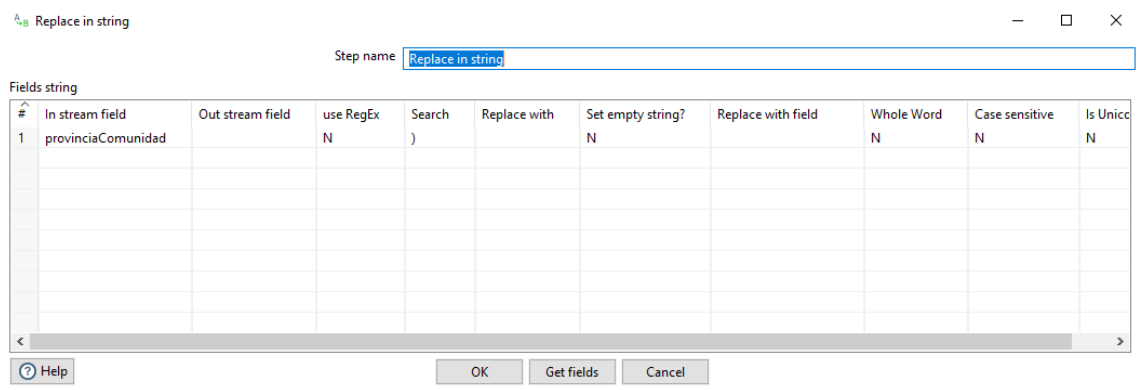 Replace in string
Step name Replace in string
Fields string
# In stream field Out stream field use RegEx Search Replace with Set empty string? Replace with field Whole Word Case sensitive Is Unicc
1 provinciaComunidad N ) N N N N
Help OK Get fields Cancel